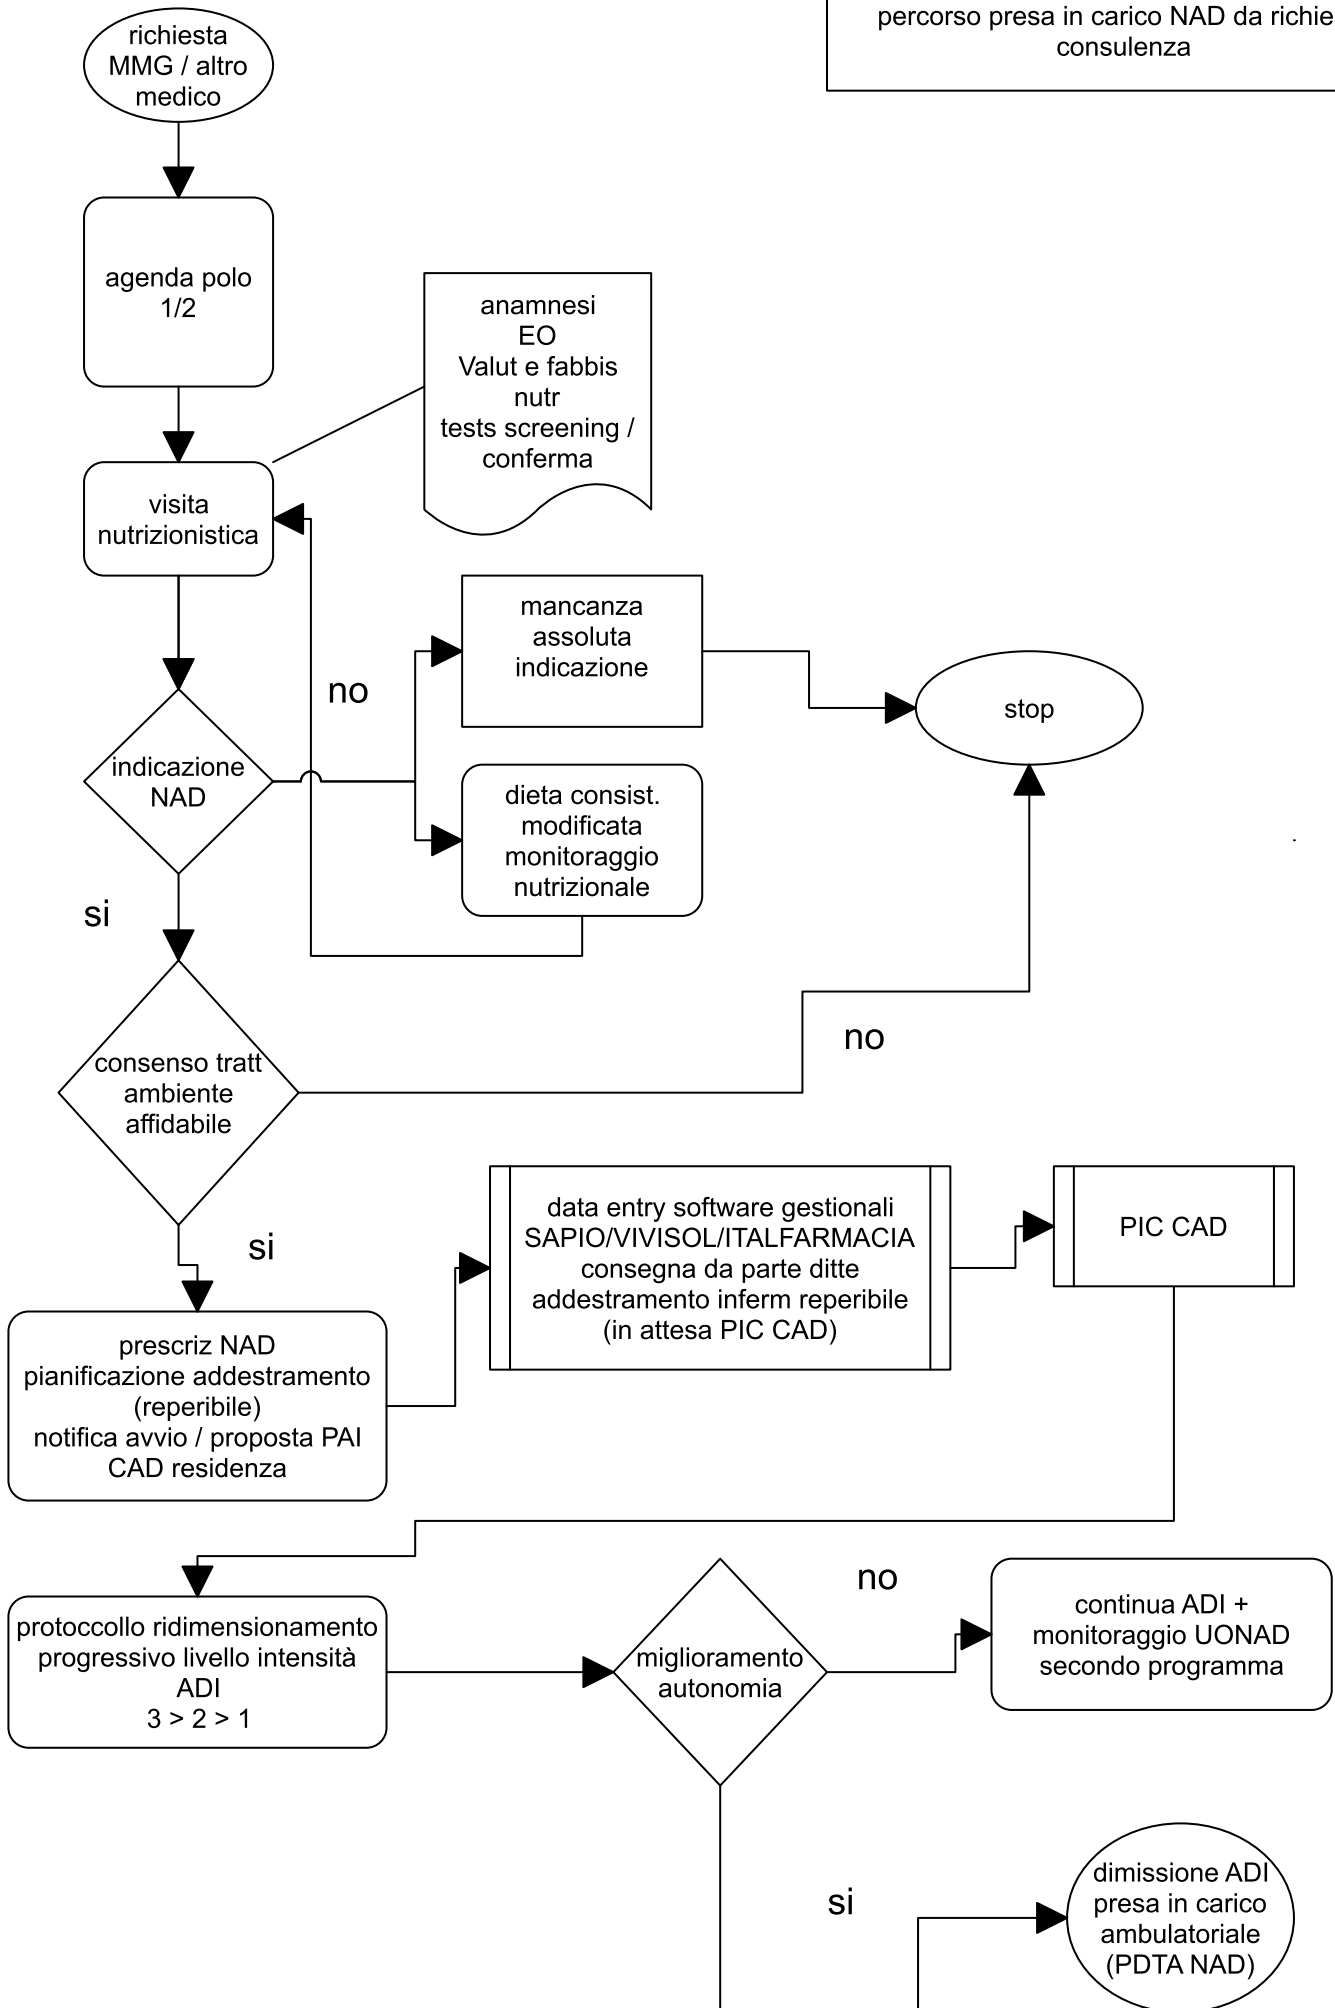 richiesta
MMG / altro
medico
percorso presa in carico NAD da richie
consulenza
agenda polo
1/2
anamnesi
EO
Valut e fabbis
nutr
tests screening /
conferma
visita
nutrizionistica
mancanza
assoluta
indicazione
no
stop
indicazione
NAD
dieta consist.
modificata
monitoraggio
nutrizionale
si
no
consenso tratt
ambiente
affidabile
si
data entry software gestionali
SAPIO/VIVISOL/ITALFARMACIA
consegna da parte ditte
addestramento inferm reperibile
(in attesa PIC CAD)
PIC CAD
prescriz NAD
pianificazione addestramento
(reperibile)
notifica avvio / proposta PAI
CAD residenza
protoccollo ridimensionamento
progressivo livello intensità
ADI
3 > 2 > 1
miglioramento
autonomia
no
continua ADI +
monitoraggio UONAD
secondo programma
si
dimissione ADI
presa in carico
ambulatoriale
(PDTA NAD)